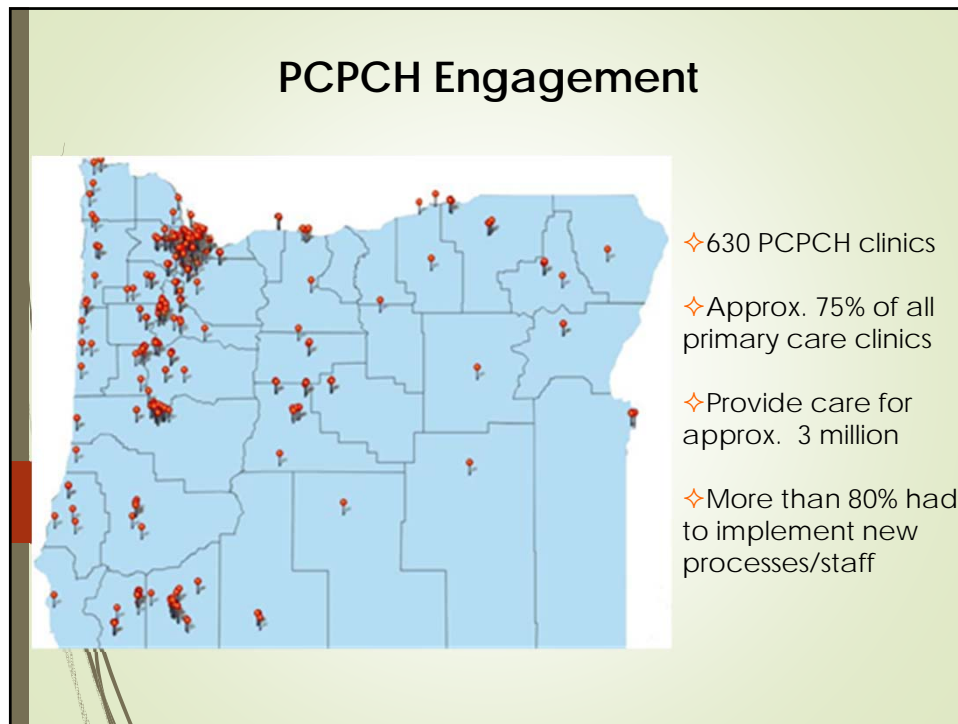 PCPCH Engagement
✧630 PCPCH clinics
✧Approx. 75% of all
primary care clinics
✧Provide care for
approx. 3 million
✧More than 80% had
to implement new
processes/staff